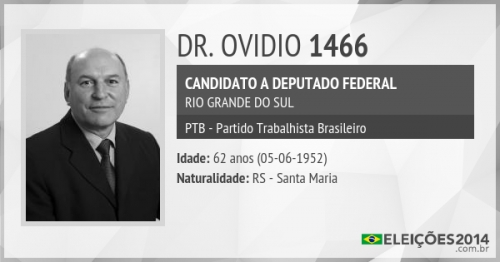 DR. OVIDIO 1466
CANDIDATO A DEPUTADO FEDERAL
RIO GRANDE DO SUL
PTB - Partido Trabalhista Brasileiro
Idade: 62 anos (05-06-1952)
Naturalidade: RS - Santa Maria
ELEIÇÕES2014
.com.br